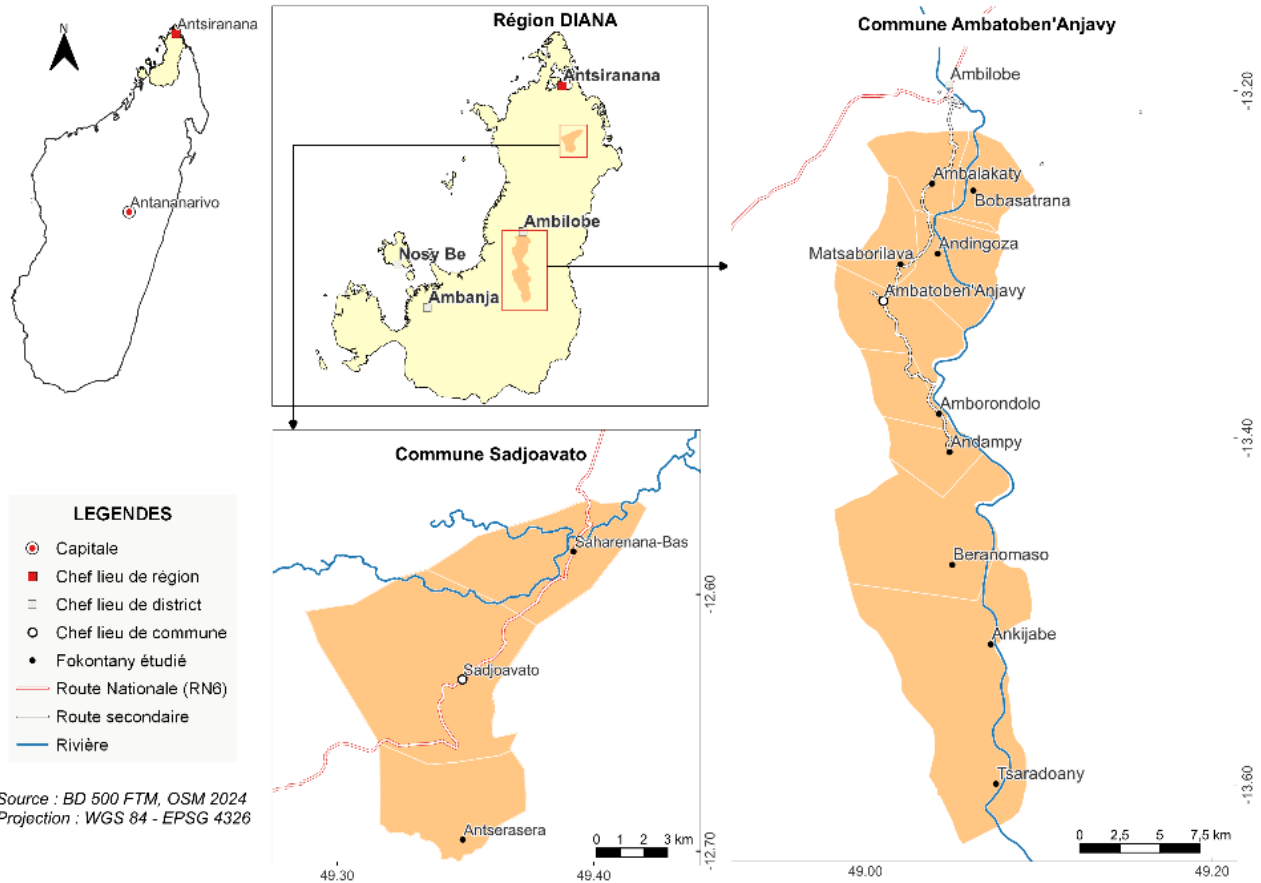 N
Antsiranana
Antananarivo
Région DIANA
Antsiranana
Ambilobe
Nosy Be
Ambanja
Commune Ambatoben'Anjavy
Ambilobe
Ambalakaty
Bobasatrana
Andingoza
Matsaborilava
Ambatoben'Anjavy
Amborondolo
Andampy
Beranomaso
Ankijabe
Tsaradoany
-13.20
-13.40
-13.60
0 2,5 5 7,5 km
49.00
49.20
Commune Sadjoavato
Saharenana-Bas
Sadjoavato
Antserasera
-12.60
-12.70
0 1 2 3 km
49.30
49.40
LEGENDES
Capitale
Chef lieu de région
Chef lieu de district
Chef lieu de commune
Fokontany étudié
Route Nationale (RN6)
Route secondaire
Rivière
Source : BD 500 FTM, OSM 2024
Projection : WGS 84 - EPSG 4326